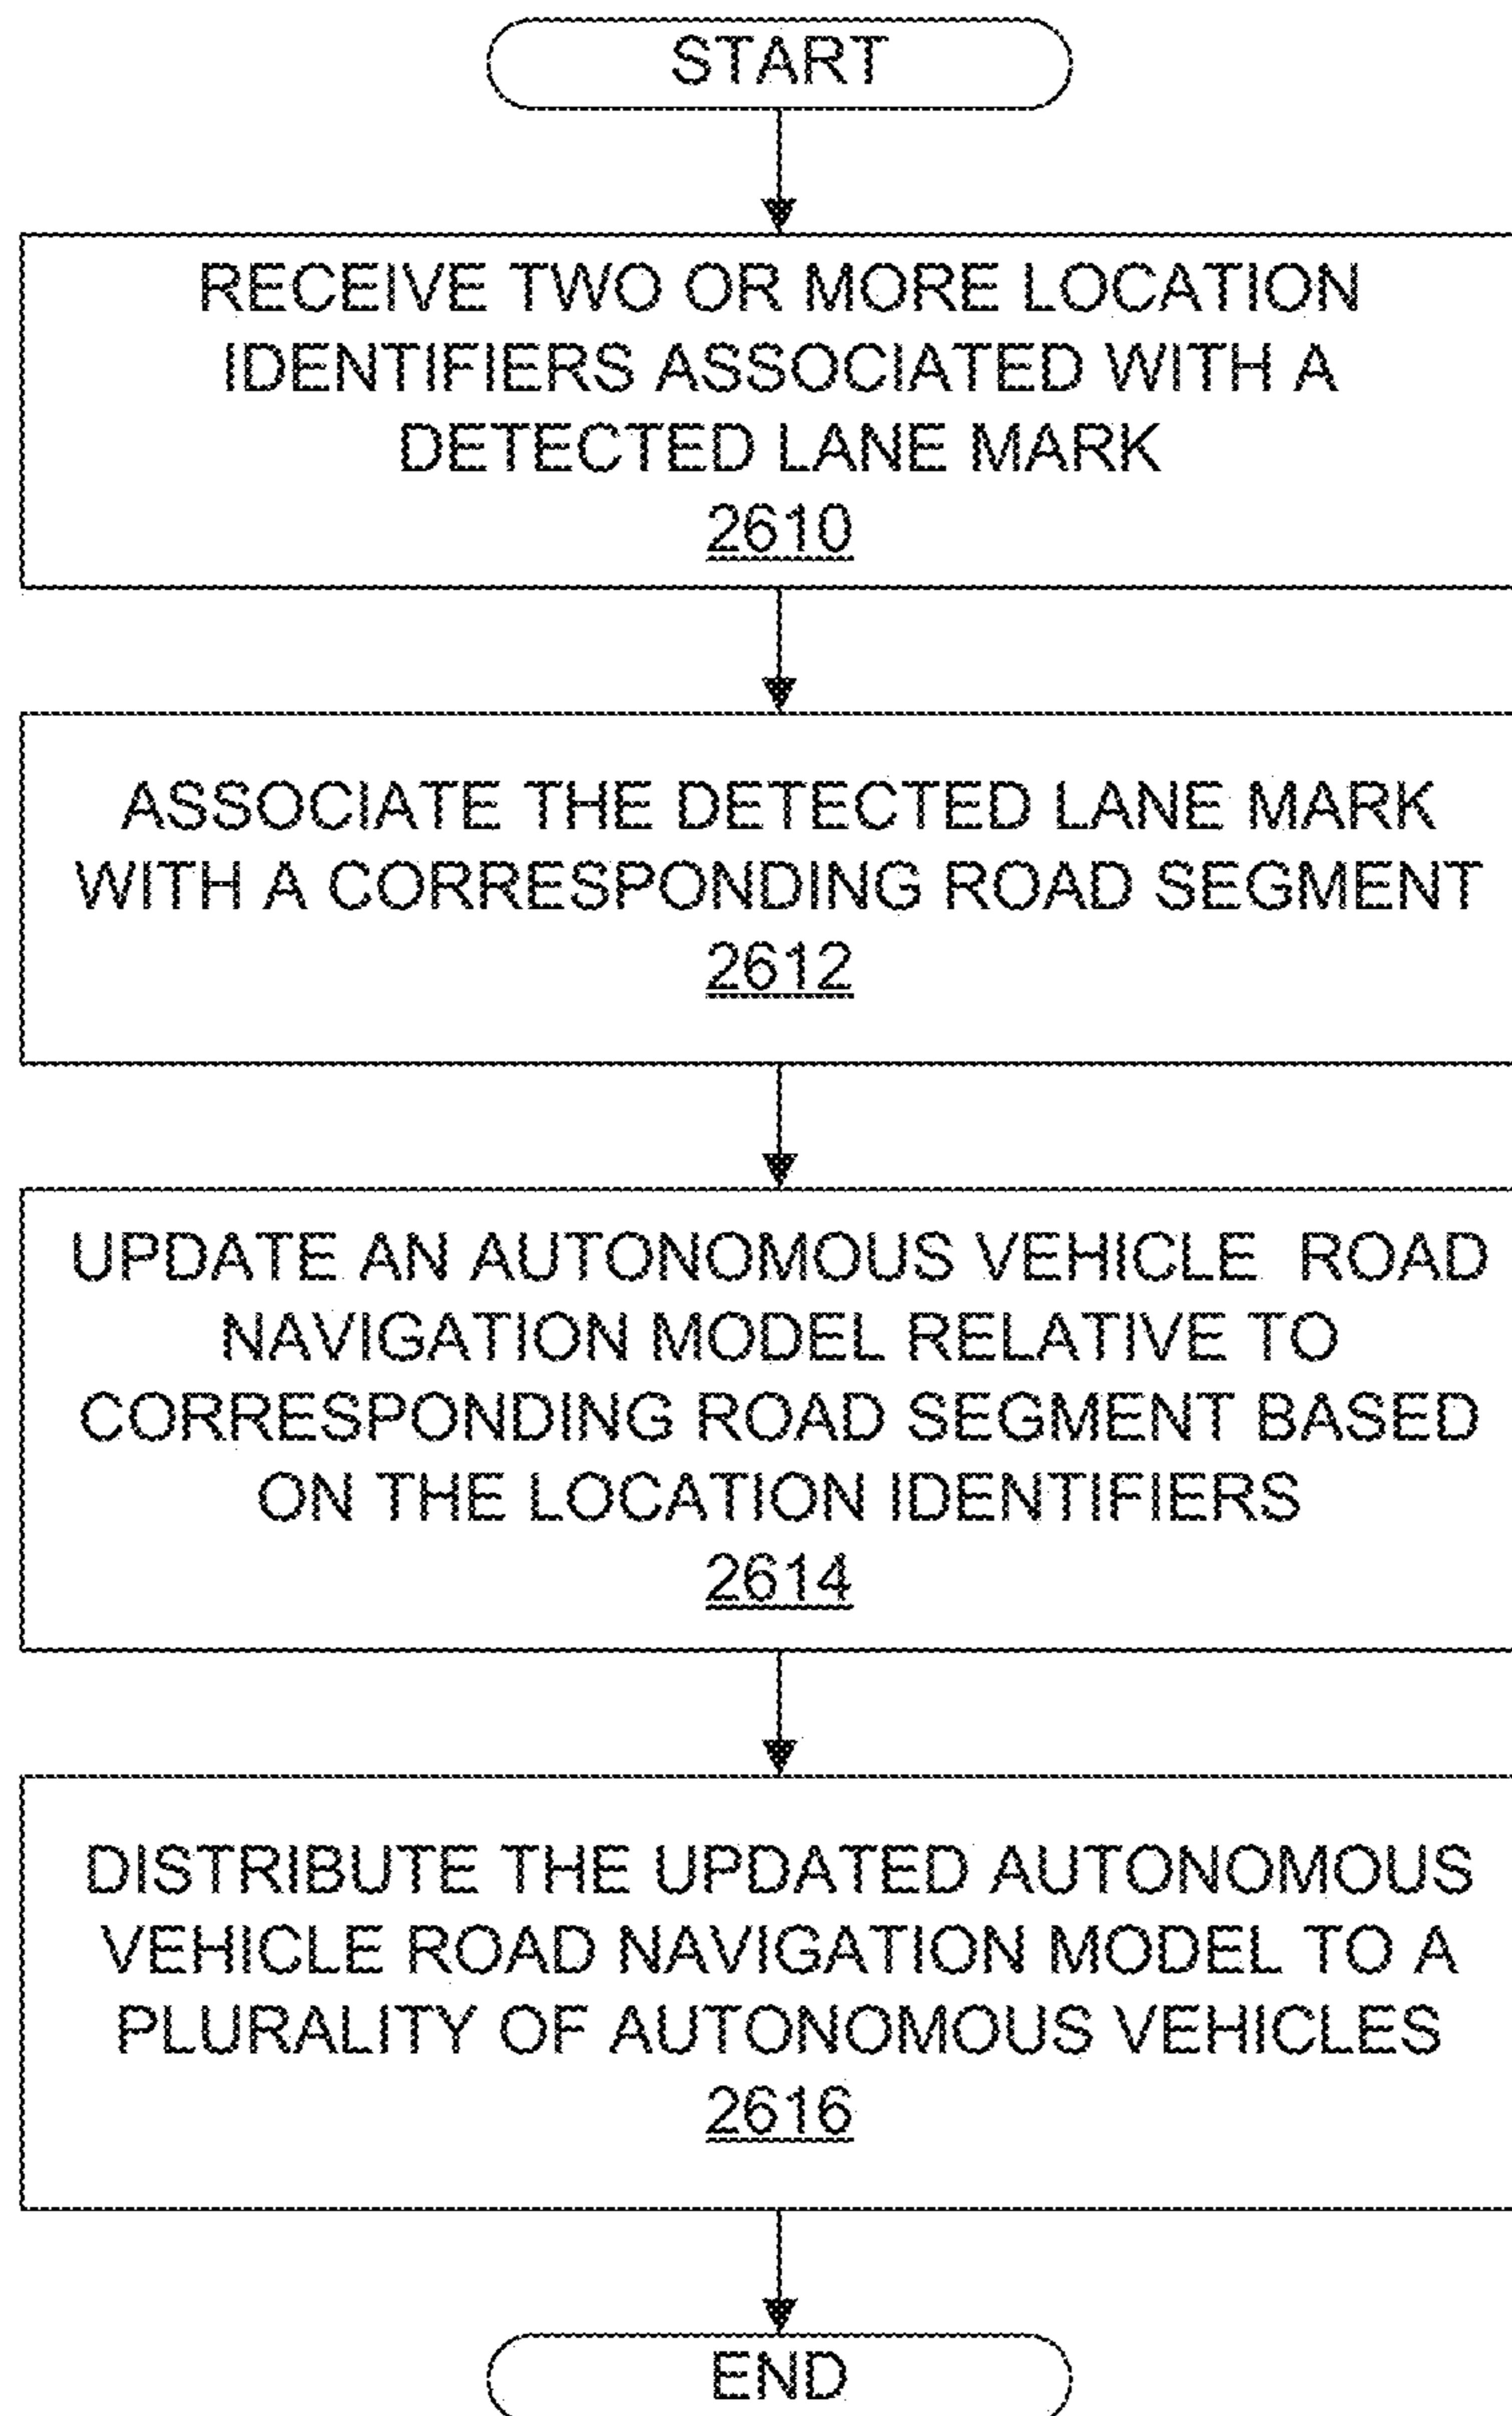 START
RECEIVE TWO OR MORE LOCATION
IDENTIFIERS ASSOCIATED WITH A
DETECTED LANE MARK
2610
ASSOCIATE THE DETECTED LANE MARK
WITH A CORRESPONDING ROAD SEGMENT
2612
UPDATE AN AUTONOMOUS VEHICLE ROAD
NAVIGATION MODEL RELATIVE TO
CORRESPONDING ROAD SEGMENT BASED
ON THE LOCATION IDENTIFIERS
2614
DISTRIBUTE THE UPDATED AUTONOMOUS
VEHICLE ROAD NAVIGATION MODEL TO A
PLURALITY OF AUTONOMOUS VEHICLES
2616
END